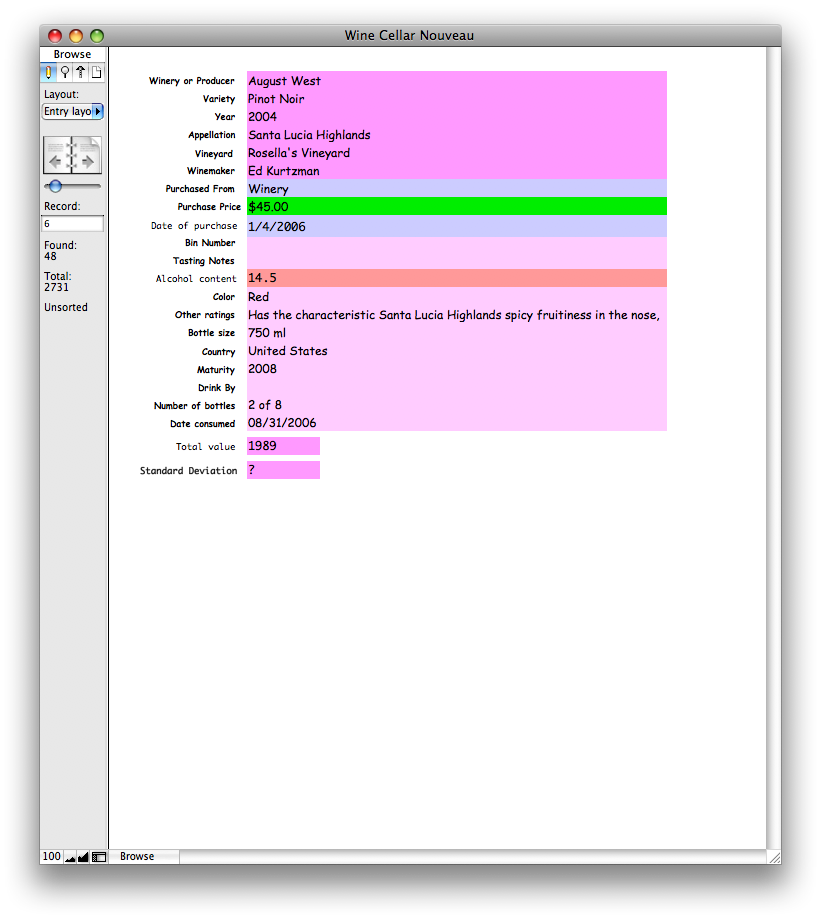 Wine Cellar Nouveau
Browse
Layout:
Entry layo
Record:
6
Found:
48
Total:
2731
Unsorted
Winery or Producer August West
Variety Pinot Noir
Year 2004
Appellation Santa Lucia Highlands
Vineyard Rosella's Vineyard
Winemaker Ed Kurtzman
Purchased From Winery
Purchase Price $45.00
Date of purchase 1/4/2006
Bin Number
Tasting Notes
Alcohol content 14.5
Color Red
Other ratings Has the characteristic Santa Lucia Highlands spicy fruitiness in the nose,
Bottle size 750 ml
Country United States
Maturity 2008
Drink By
Number of bottles 2 of 8
Date consumed 08/31/2006
Total value 1989
Standard Deviation ?
100 Browse